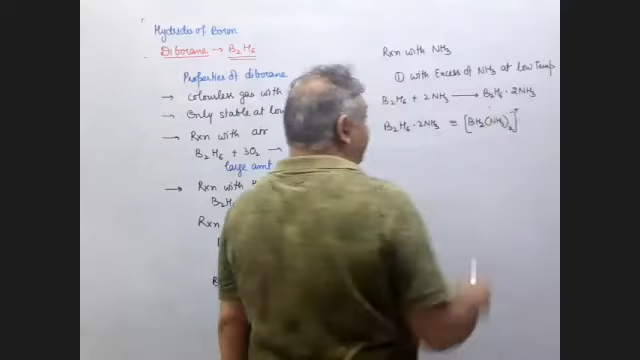 Hydrides of Boron
Diborane → B₂H₆
Properties of diborane
→ Colourless gas with
→ Only stable at low
→ Rxn with air
B₂H₆ + 3O₂ →
large amt
→ Rxn with
B₂H
Rxn
Rxn with NH₃
① with Excess of NH₃ at Low Temp
B₂H₆ + 2NH₃ → B₂H₆·2NH₃
B₂H₆·2NH₃ = [BH₂(NH₃)₂]⁺